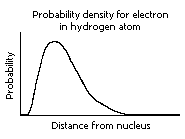 Probability density for electron
in hydrogen atom
Probability
Distance from nucleus